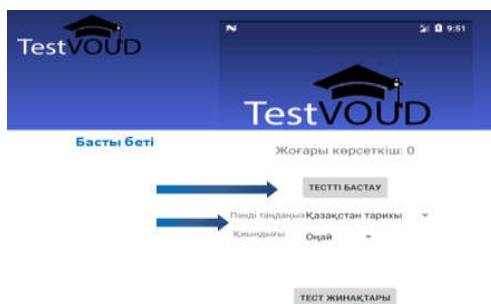 TestVOUD
9:51
TestVOUD
Басты беті
Жоғары көрсеткіш: 0
ТЕСТТІ БАСТАУ
Пәнді таңдаңыз Қазақстан тарихы
Қиындығы Оңай
ТЕСТ ЖИНАҚТАРЫ